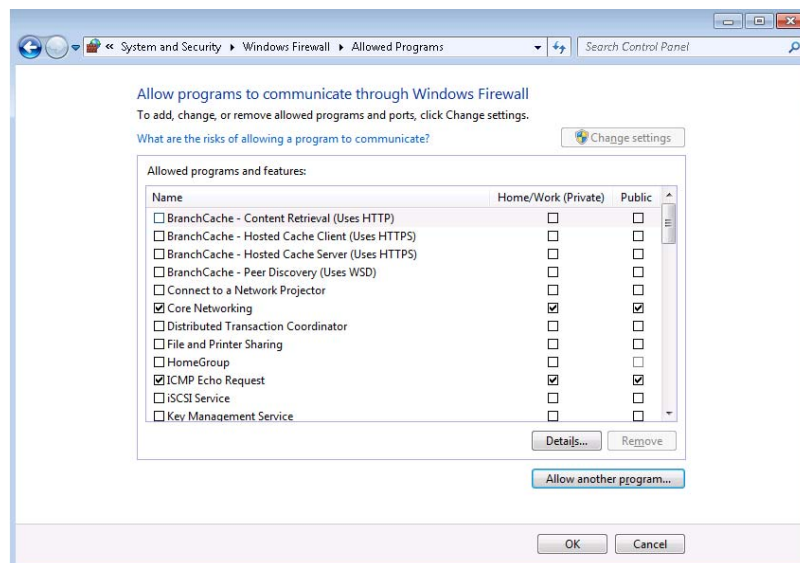 « System and Security ▸ Windows Firewall ▸ Allowed Programs Search Control Panel
Allow programs to communicate through Windows Firewall
To add, change, or remove allowed programs and ports, click Change settings.
What are the risks of allowing a program to communicate? Change settings
Allowed programs and features:
Name Home/Work (Private) Public
BranchCache - Content Retrieval (Uses HTTP)
BranchCache - Hosted Cache Client (Uses HTTPS)
BranchCache - Hosted Cache Server (Uses HTTPS)
BranchCache - Peer Discovery (Uses WSD)
Connect to a Network Projector
Core Networking
Distributed Transaction Coordinator
File and Printer Sharing
HomeGroup
ICMP Echo Request
iSCSI Service
Key Management Service
Details... Remove
Allow another program...
OK Cancel